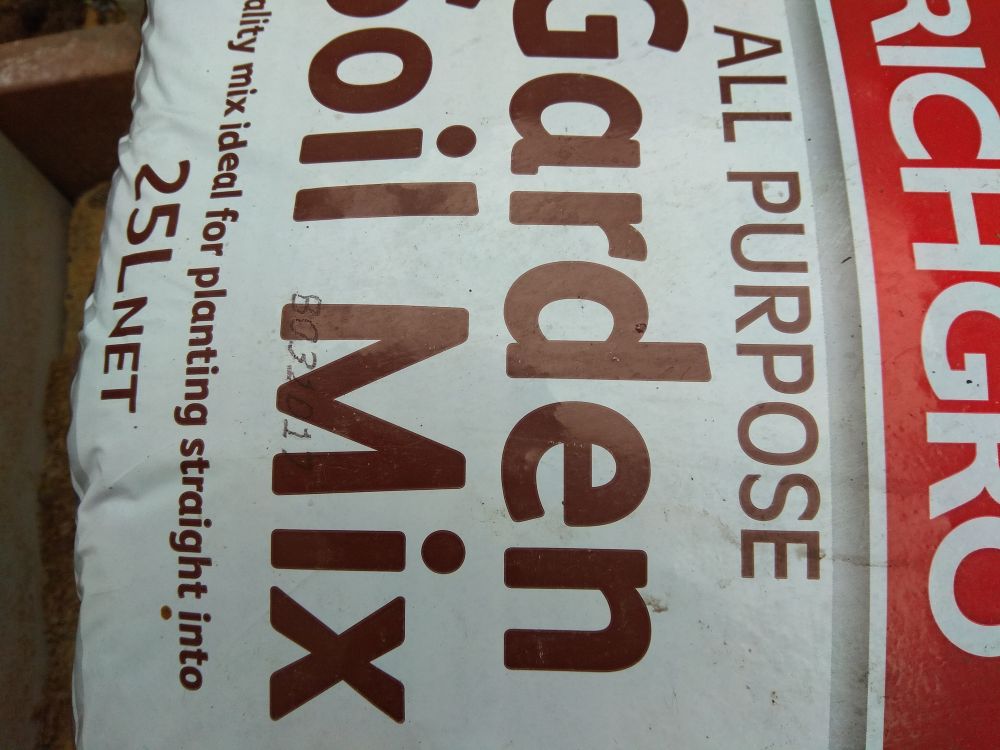 RICHGRO
ALL PURPOSE
Garden
Soil Mix
ality mix ideal for planting straight into
25L NET